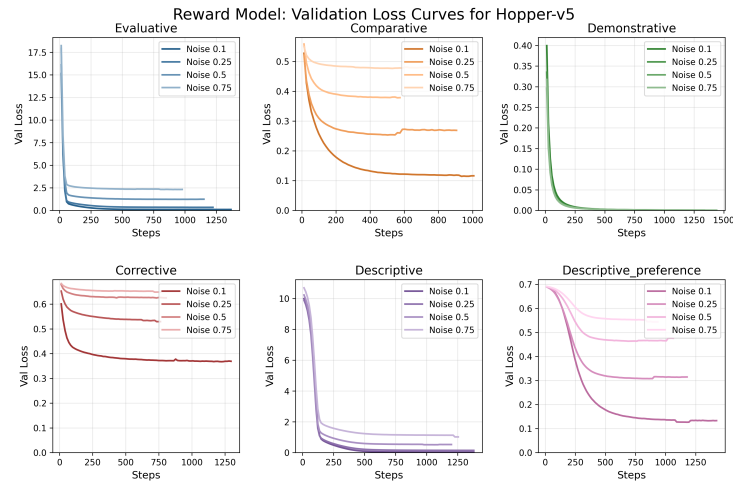 Reward Model: Validation Loss Curves for Hopper-v5
Evaluative
Val Loss
17.5
15.0
12.5
10.0
7.5
5.0
2.5
0.0
0
250
500
750
1000
1250
Steps
Noise 0.1
Noise 0.25
Noise 0.5
Noise 0.75
Comparative
Val Loss
0.5
0.4
0.3
0.2
0.1
0.0
0
200
400
600
800
1000
Steps
Noise 0.1
Noise 0.25
Noise 0.5
Noise 0.75
Demonstrative
Val Loss
0.40
0.35
0.30
0.25
0.20
0.15
0.10
0.05
0.00
0
250
500
750
1000
1250
1500
Steps
Noise 0.1
Noise 0.25
Noise 0.5
Noise 0.75
Corrective
Val Loss
0.6
0.5
0.4
0.3
0.2
0.1
0.0
0
250
500
750
1000
1250
Steps
Noise 0.1
Noise 0.25
Noise 0.5
Noise 0.75
Descriptive
Val Loss
10
8
6
4
2
0
0
250
500
750
1000
1250
Steps
Noise 0.1
Noise 0.25
Noise 0.5
Noise 0.75
Descriptive_preference
Val Loss
0.7
0.6
0.5
0.4
0.3
0.2
0.1
0.0
0
250
500
750
1000
1250
Steps
Noise 0.1
Noise 0.25
Noise 0.5
Noise 0.75